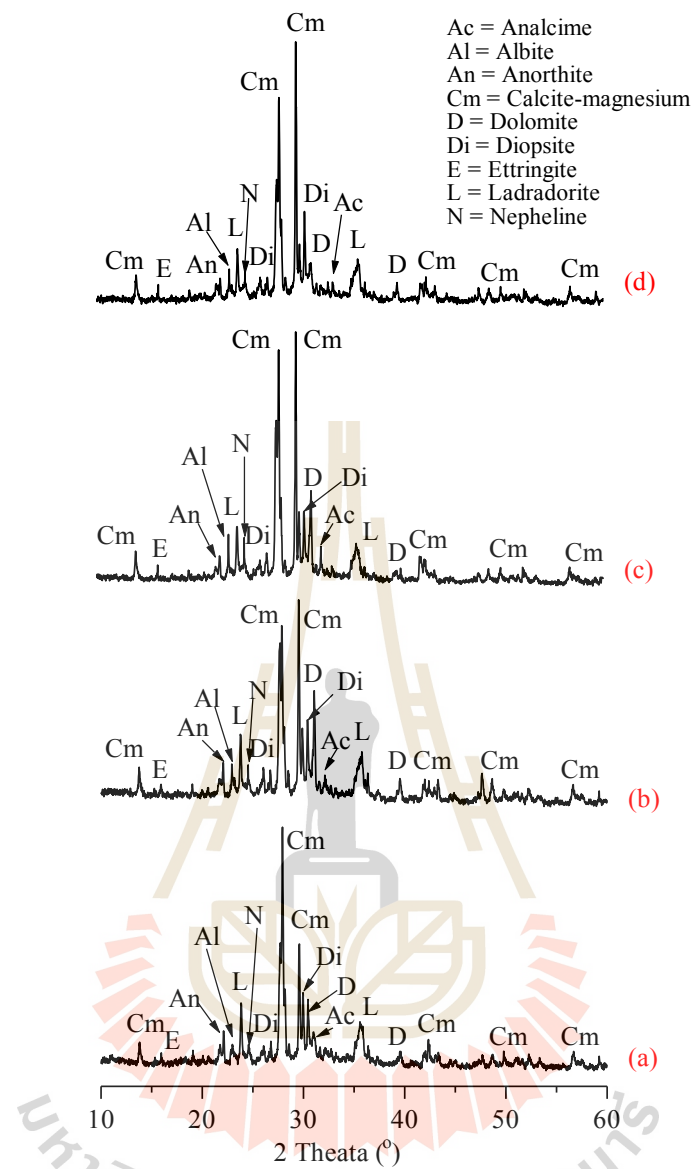 Ac = Analcime
Al = Albite
An = Anorthite
Cm = Calcite-magnesium
D = Dolomite
Di = Diopsite
E = Ettringite
L = Ladradorite
N = Nepheline
Cm
Cm
N Di Ac
Al L D L
Cm E An Di D Cm Cm Cm
(d)
Cm Cm
N
Al D Di
An L Di Ac L
Cm E D Cm Cm Cm
(c)
Cm Cm
N D Di
Al L
An Di Ac L
Cm E D Cm Cm Cm
(b)
Cm
Cm
N
Al Di
L D
An Ac L
Cm E Di D Cm Cm Cm
(a)
10 20 30 40 50 60
2 Theata (º)